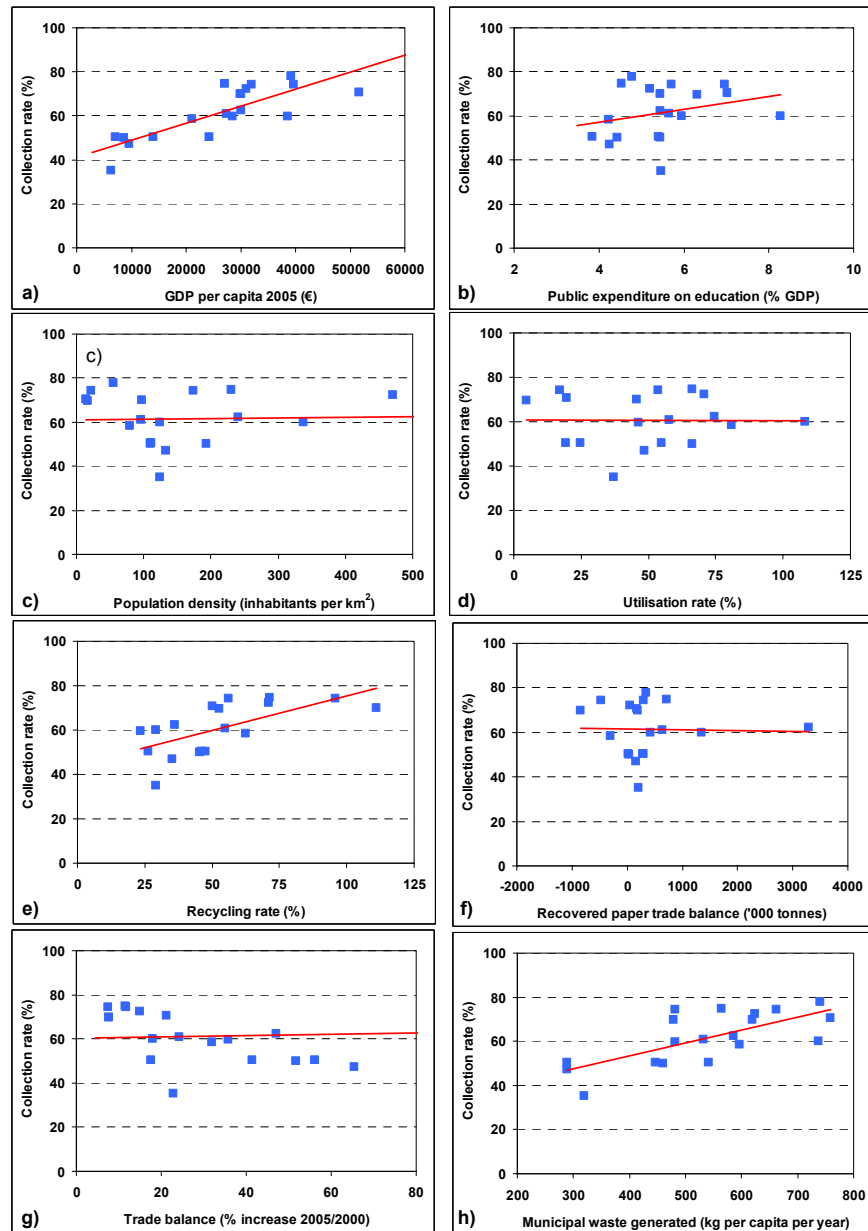 100
80
60
40
20
0
Collection rate (%)
0 10000 20000 30000 40000 50000 60000
GDP per capita 2005 (€)
a)
100
80
60
40
20
0
Collection rate (%)
2 4 6 8 10
Public expenditure on education (% GDP)
b)
c)
100
80
60
40
20
0
Collection rate (%)
0 100 200 300 400 500
Population density (inhabitants per km²)
c)
100
80
60
40
20
0
Collection rate (%)
0 25 50 75 100 125
Utilisation rate (%)
d)
100
80
60
40
20
0
Collection rate (%)
0 25 50 75 100 125
Recycling rate (%)
e)
100
80
60
40
20
0
Collection rate (%)
-2000 -1000 0 1000 2000 3000 4000
Recovered paper trade balance ('000 tonnes)
f)
100
80
60
40
20
0
Collection rate (%)
0 20 40 60 80
Trade balance (% increase 2005/2000)
g)
100
80
60
40
20
0
Collection rate (%)
200 300 400 500 600 700 800
Municipal waste generated (kg per capita per year)
h)